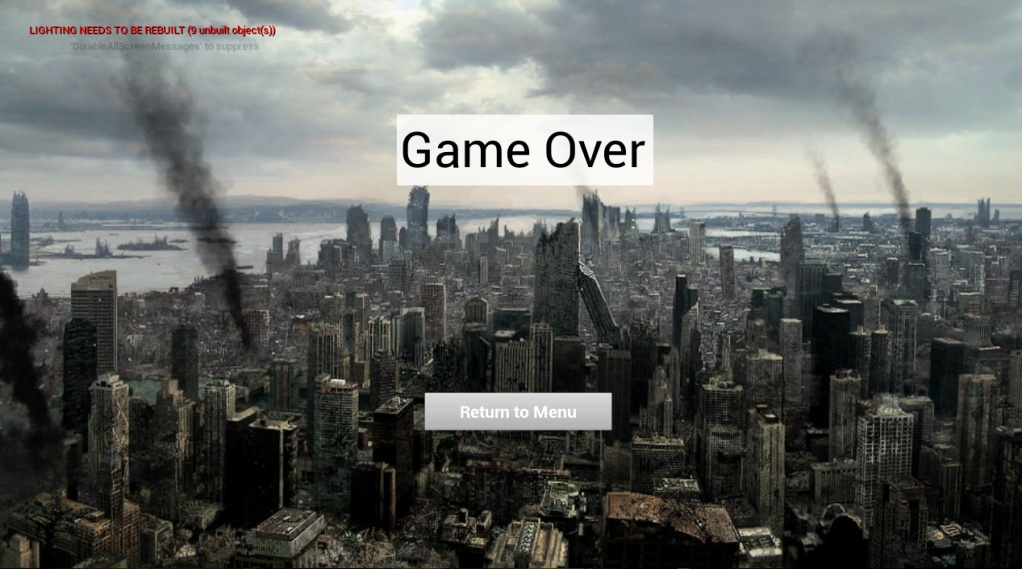 LIGHTING NEEDS TO BE REBUILT (9 unbuilt object(s))
'DisableAllScreenMessages' to suppress
Game Over
Return to Menu